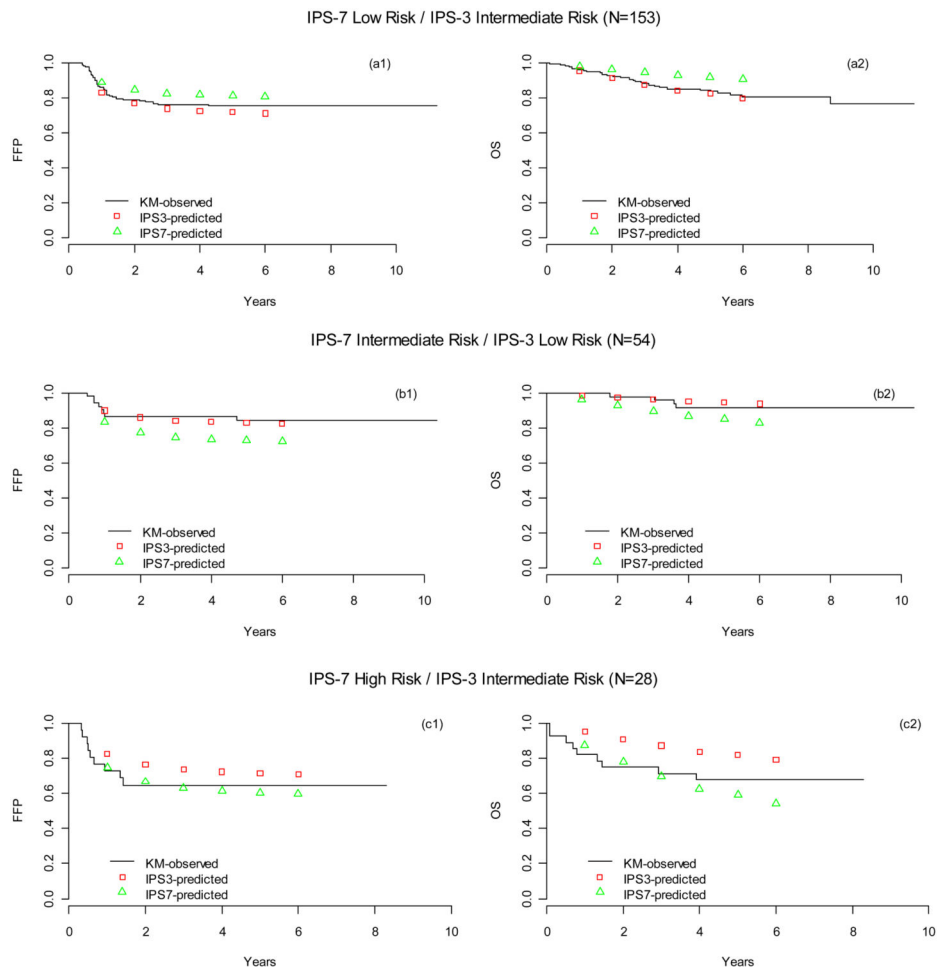 IPS-7 Low Risk / IPS-3 Intermediate Risk (N=153)
(a1)
FFP
1.0
0.8
0.6
0.4
0.2
0.0
KM-observed
IPS3-predicted
IPS7-predicted
0 2 4 6 8 10
Years
(a2)
OS
1.0
0.8
0.6
0.4
0.2
0.0
KM-observed
IPS3-predicted
IPS7-predicted
0 2 4 6 8 10
Years
IPS-7 Intermediate Risk / IPS-3 Low Risk (N=54)
(b1)
FFP
1.0
0.8
0.6
0.4
0.2
0.0
KM-observed
IPS3-predicted
IPS7-predicted
0 2 4 6 8 10
Years
(b2)
OS
1.0
0.8
0.6
0.4
0.2
0.0
KM-observed
IPS3-predicted
IPS7-predicted
0 2 4 6 8 10
Years
IPS-7 High Risk / IPS-3 Intermediate Risk (N=28)
(c1)
FFP
1.0
0.8
0.6
0.4
0.2
0.0
KM-observed
IPS3-predicted
IPS7-predicted
0 2 4 6 8 10
Years
(c2)
OS
1.0
0.8
0.6
0.4
0.2
0.0
KM-observed
IPS3-predicted
IPS7-predicted
0 2 4 6 8 10
Years